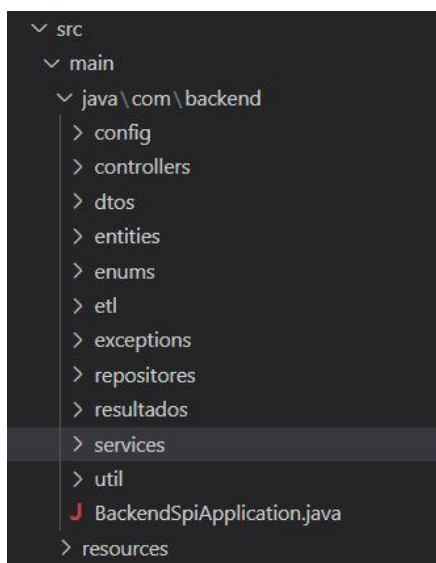 src
main
java\com\backend
config
controllers
dtos
entities
enums
etl
exceptions
repositores
resultados
services
util
J BackendSpiApplication.java
resources